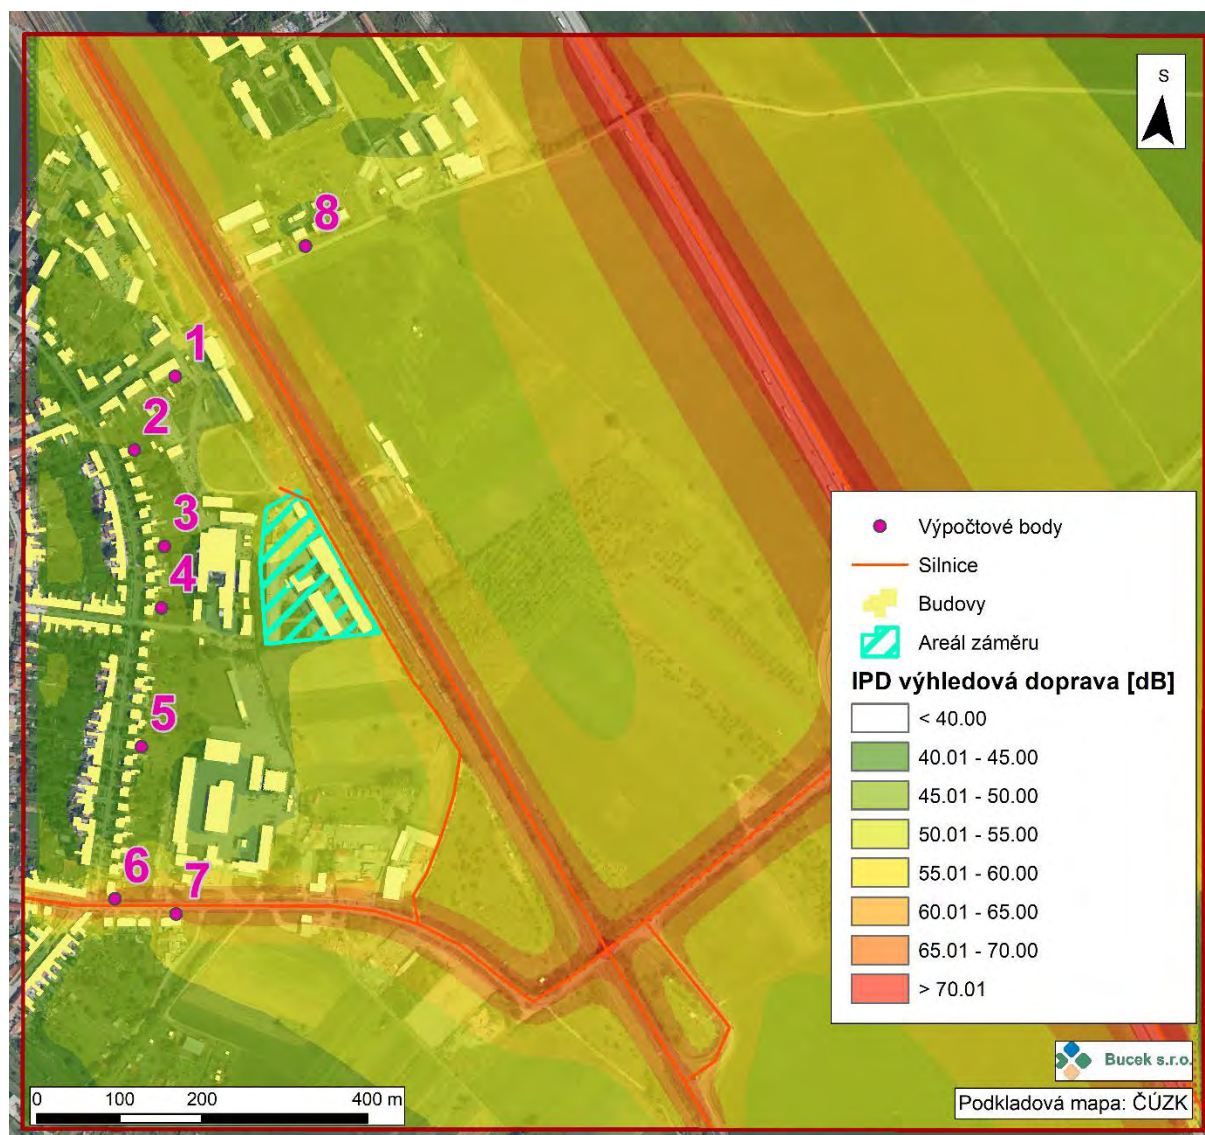 S
8
1
2
3
4
5
6
7
Výpočtové body
Silnice
Budovy
Areál záměru
IPD výhledová doprava [dB]
< 40.00
40.01 - 45.00
45.01 - 50.00
50.01 - 55.00
55.01 - 60.00
60.01 - 65.00
65.01 - 70.00
> 70.01
Bucek s.r.o.
Podkladová mapa: ČÚZK
0 100 200 400 m